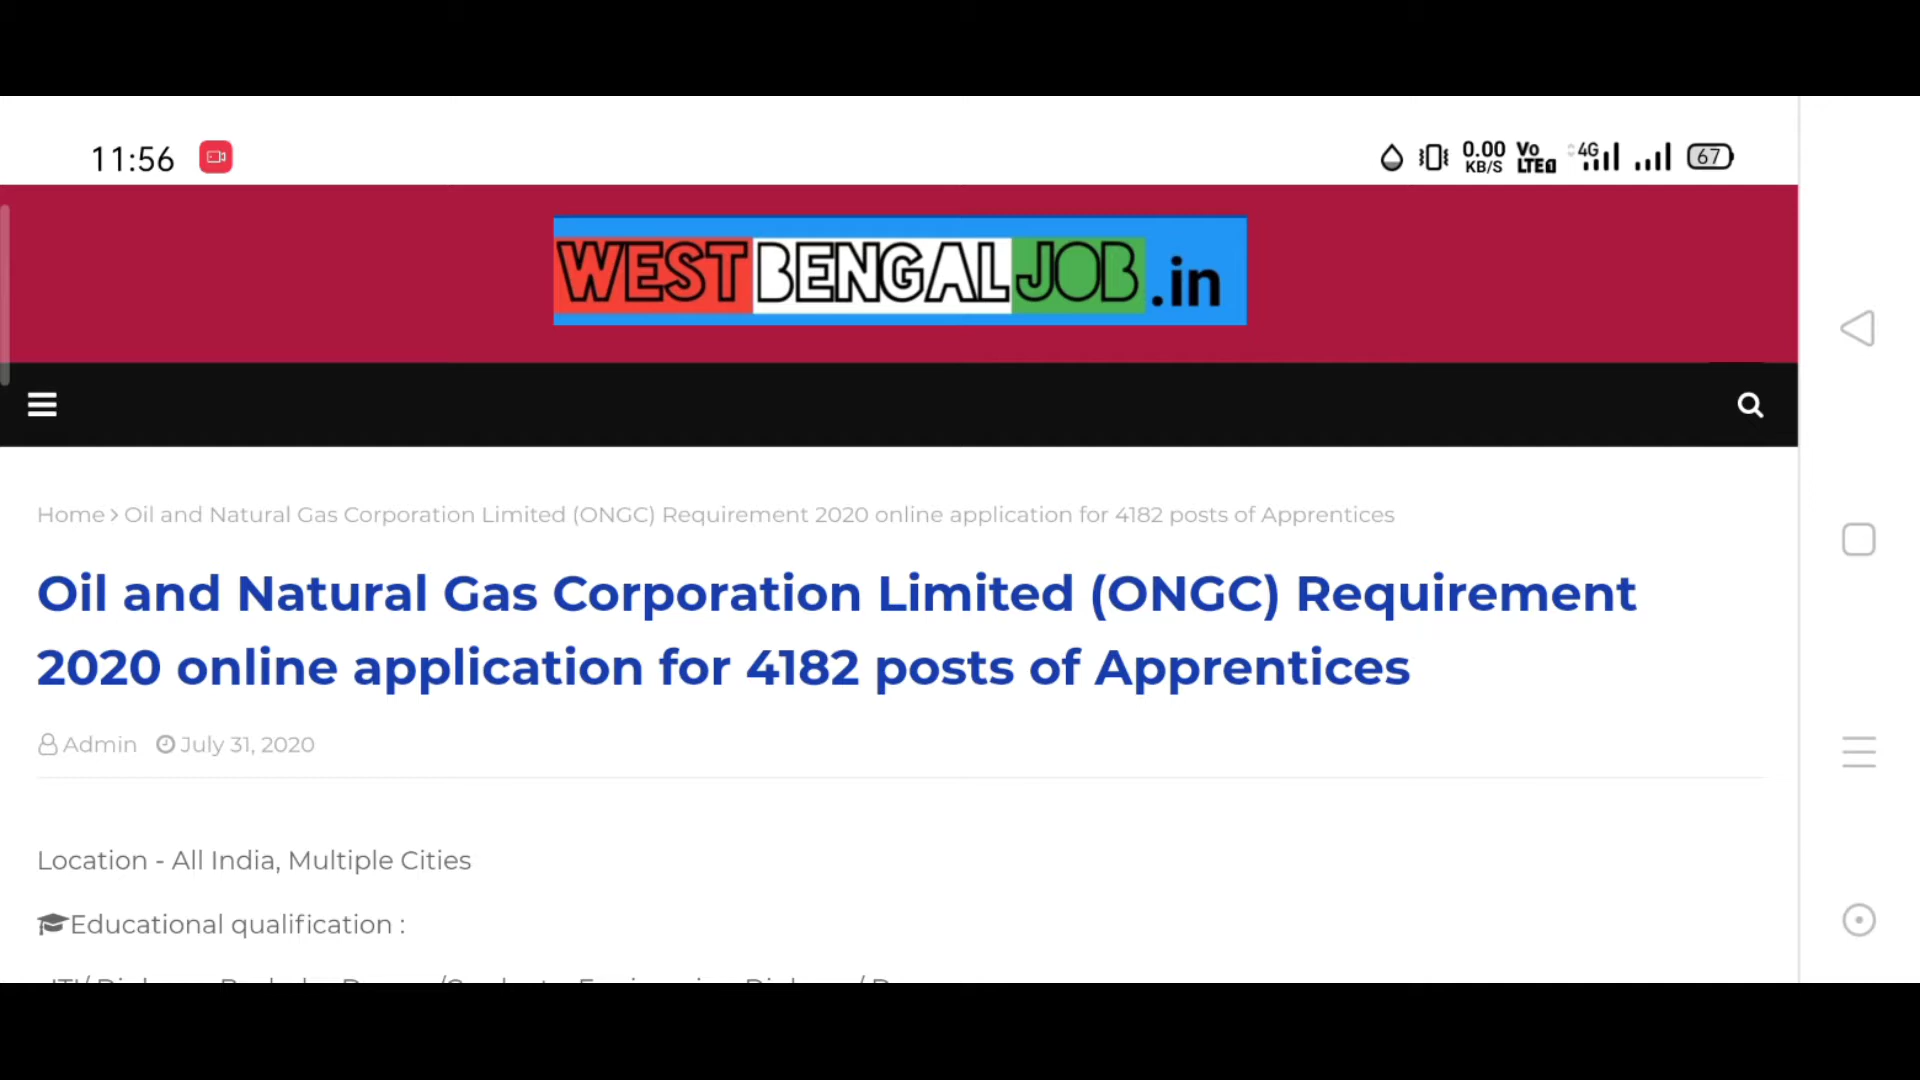 11:56
0.00 KB/S Vo LTE 4G 67
WESTBENGALJOB.in
Home > Oil and Natural Gas Corporation Limited (ONGC) Requirement 2020 online application for 4182 posts of Apprentices
Oil and Natural Gas Corporation Limited (ONGC) Requirement
2020 online application for 4182 posts of Apprentices
Admin July 31, 2020
Location - All India, Multiple Cities
Educational qualification :